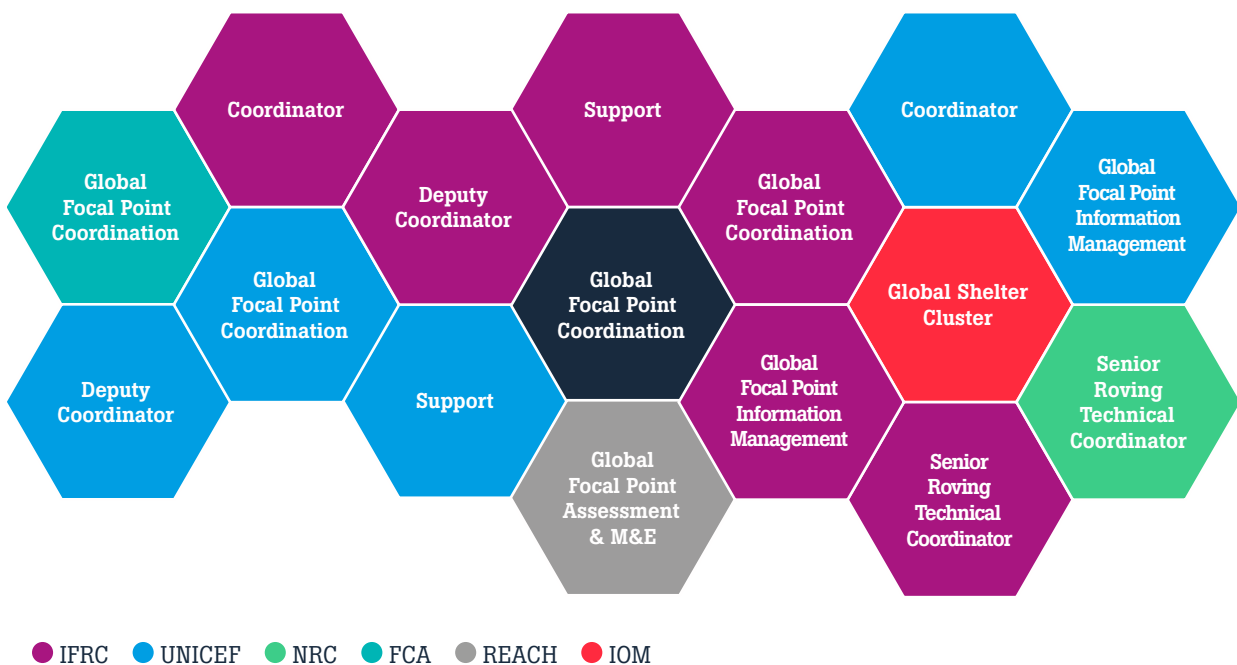 Coordinator
Support
Coordinator
Global
Focal Point
Coordination
Deputy
Coordinator
Global
Focal Point
Coordination
Global
Focal Point
Information
Management
Global
Focal Point
Coordination
Global
Focal Point
Coordination
Global Shelter
Cluster
Deputy
Coordinator
Support
Global
Focal Point
Information
Management
Senior
Roving
Technical
Coordinator
Global
Focal Point
Assessment
& M&E
Senior
Roving
Technical
Coordinator
IFRC
UNICEF
NRC
FCA
REACH
IOM